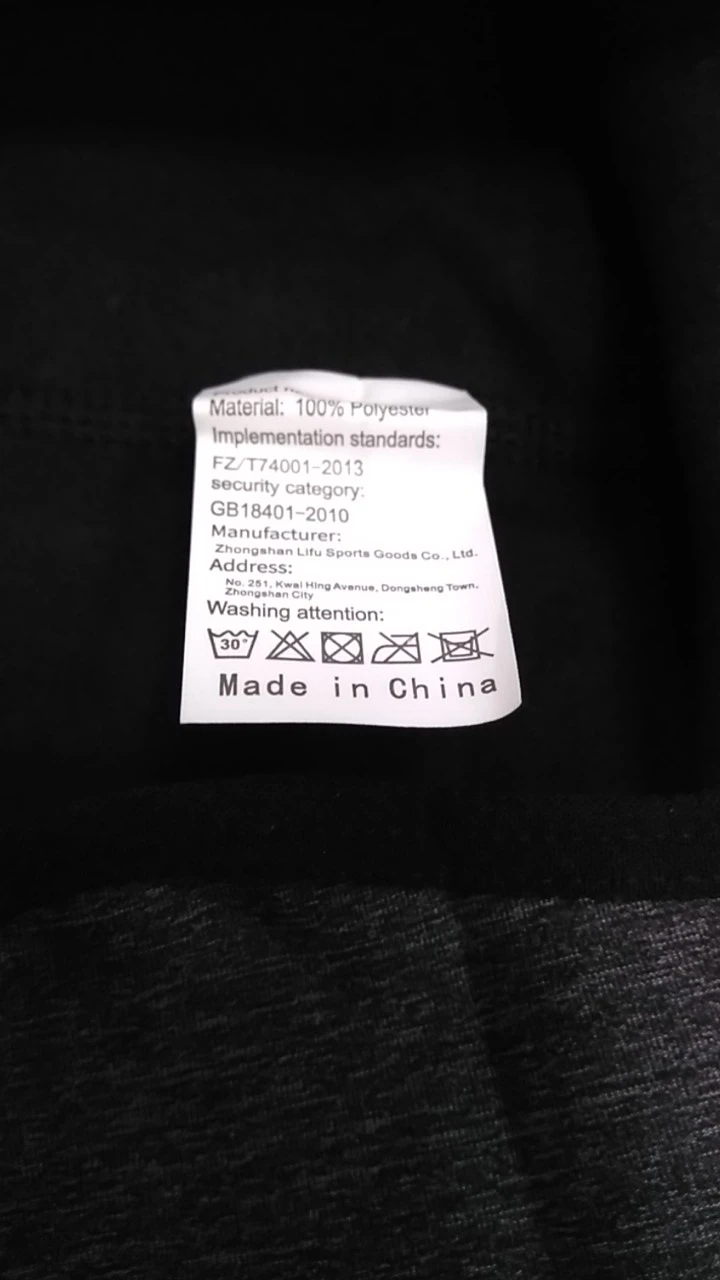 Product
Material: 100% Polyester
Implementation standards:
FZ/T74001-2013
security category:
GB18401-2010
Manufacturer:
Zhongshan Lifu Sports Goods Co., Ltd.
Address:
No. 251, Kwai Hing Avenue, Dongsheng Town,
Zhongshan City
Washing attention:
30°
Made in China